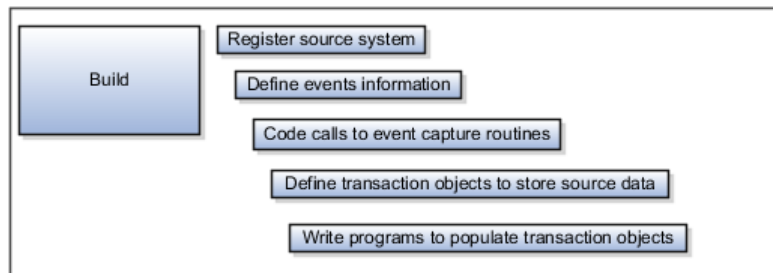 Build
Register source system
Define events information
Code calls to event capture routines
Define transaction objects to store source data
Write programs to populate transaction objects